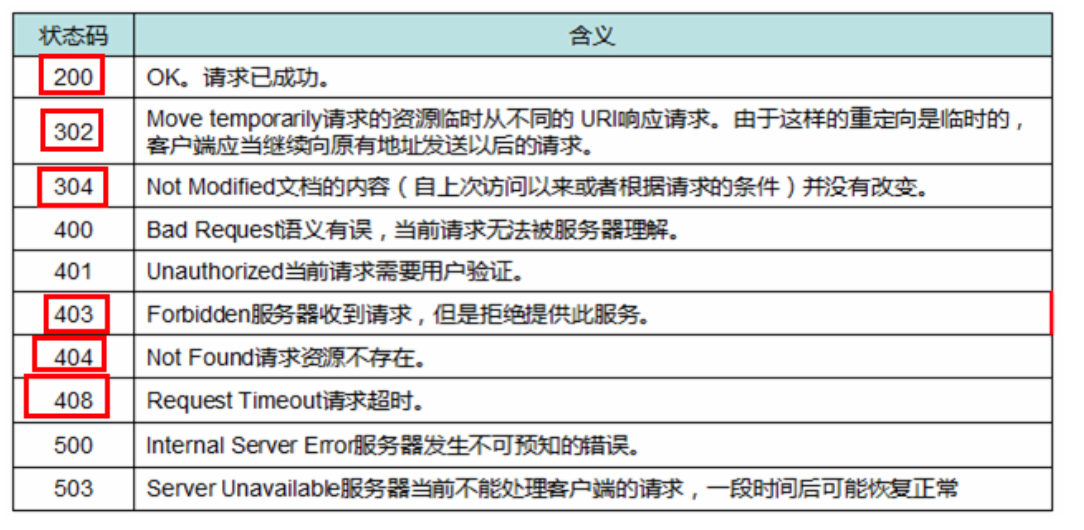 状态码 含义
200 OK。请求已成功。
302 Move temporarily请求的资源临时从不同的 URI响应请求。由于这样的重定向是临时的，
客户端应当继续向原有地址发送以后的请求。
304 Not Modified文档的内容（自上次访问以来或者根据请求的条件）并没有改变。
400 Bad Request语义有误，当前请求无法被服务器理解。
401 Unauthorized当前请求需要用户验证。
403 Forbidden服务器收到请求，但是拒绝提供此服务。
404 Not Found请求资源不存在。
408 Request Timeout请求超时。
500 Internal Server Error服务器发生不可预知的错误。
503 Server Unavailable服务器当前不能处理客户端的请求，一段时间后可能恢复正常